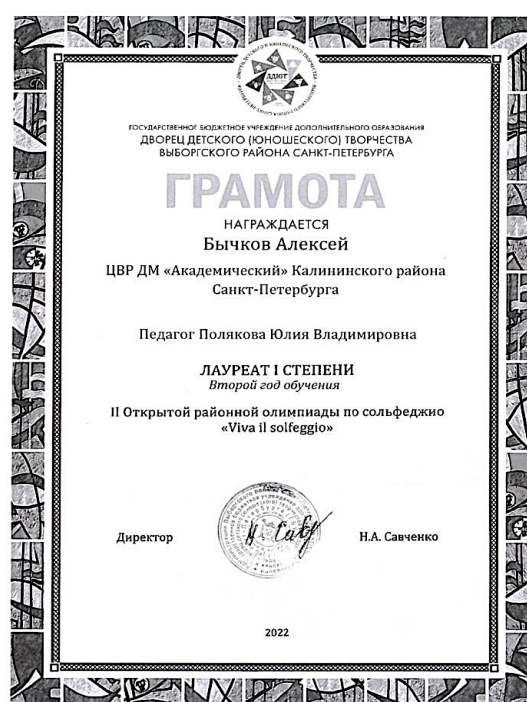 ДДЮТ
ГОСУДАРСТВЕННОЕ БЮДЖЕТНОЕ УЧРЕЖДЕНИЕ ДОПОЛНИТЕЛЬНОГО ОБРАЗОВАНИЯ
ДВОРЕЦ ДЕТСКОГО (ЮНОШЕСКОГО) ТВОРЧЕСТВА
ВЫБОРГСКОГО РАЙОНА САНКТ-ПЕТЕРБУРГА
ГРАМОТА
НАГРАЖДАЕТСЯ
Бычков Алексей
ЦВР ДМ «Академический» Калининского района
Санкт-Петербурга
Педагог Полякова Юлия Владимировна
ЛАУРЕАТ I СТЕПЕНИ
Второй год обучения
II Открытой районной олимпиады по сольфеджио
«Viva il solfeggio»
Директор
Н.А. Савченко
2022